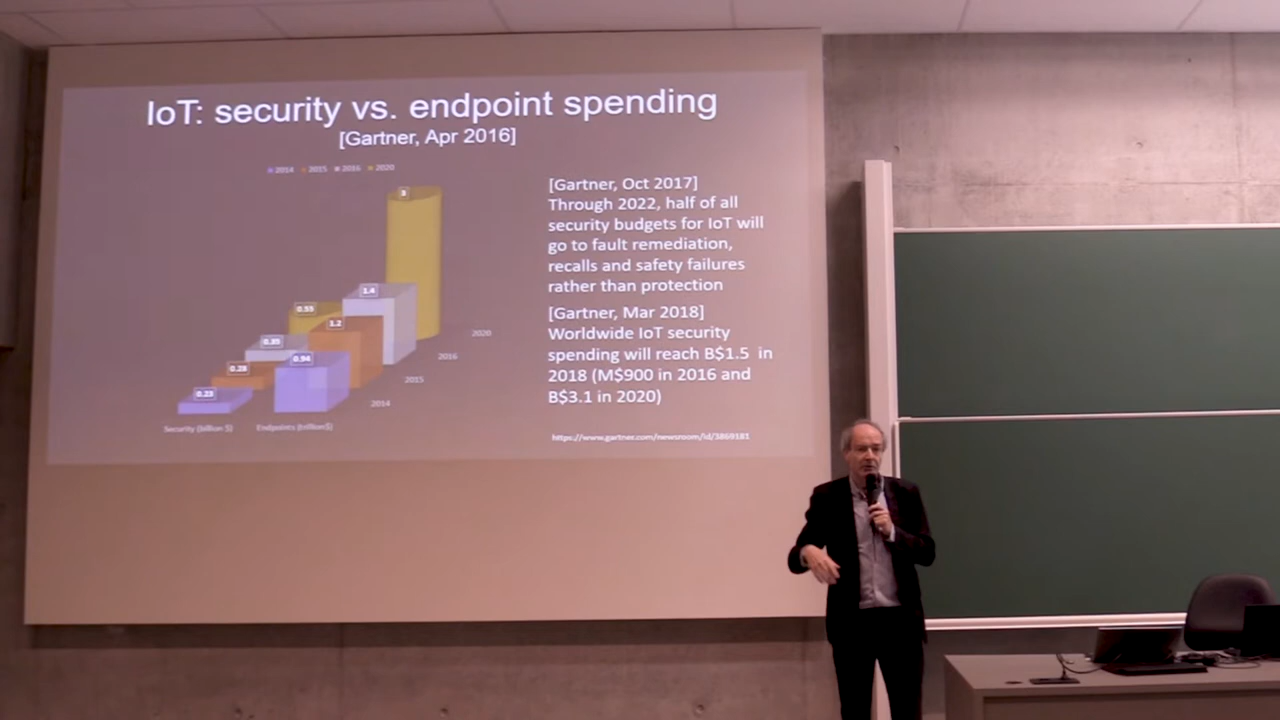 IoT: security vs. endpoint spending
[Gartner, Apr 2016]
2014 2015 2016 2020
3
1.4
0.55
1.2
0.35
0.94
0.28
0.23
2020
2016
2015
2014
Security (billion $) Endpoints (trillion$)
[Gartner, Oct 2017]
Through 2022, half of all
security budgets for IoT will
go to fault remediation,
recalls and safety failures
rather than protection
[Gartner, Mar 2018]
Worldwide IoT security
spending will reach B$1.5 in
2018 (M$900 in 2016 and
B$3.1 in 2020)
https://www.gartner.com/newsroom/id/3869181